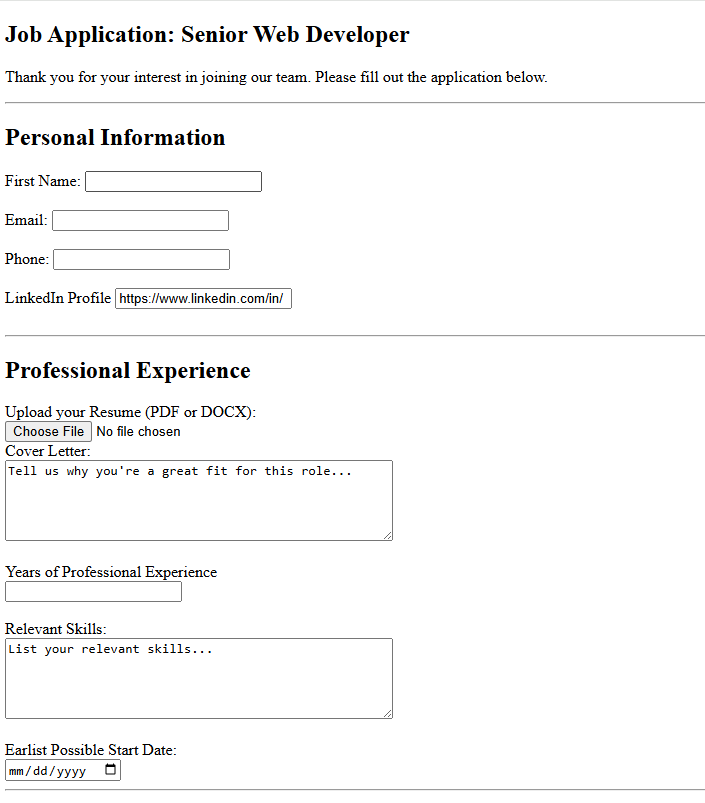 Job Application: Senior Web Developer
Thank you for your interest in joining our team. Please fill out the application below.
Personal Information
First Name:
Email:
Phone:
LinkedIn Profile https://www.linkedin.com/in/
Professional Experience
Upload your Resume (PDF or DOCX):
Choose File No file chosen
Cover Letter:
Tell us why you're a great fit for this role...
Years of Professional Experience
Relevant Skills:
List your relevant skills...
Earlist Possible Start Date:
mm/dd/yyyy